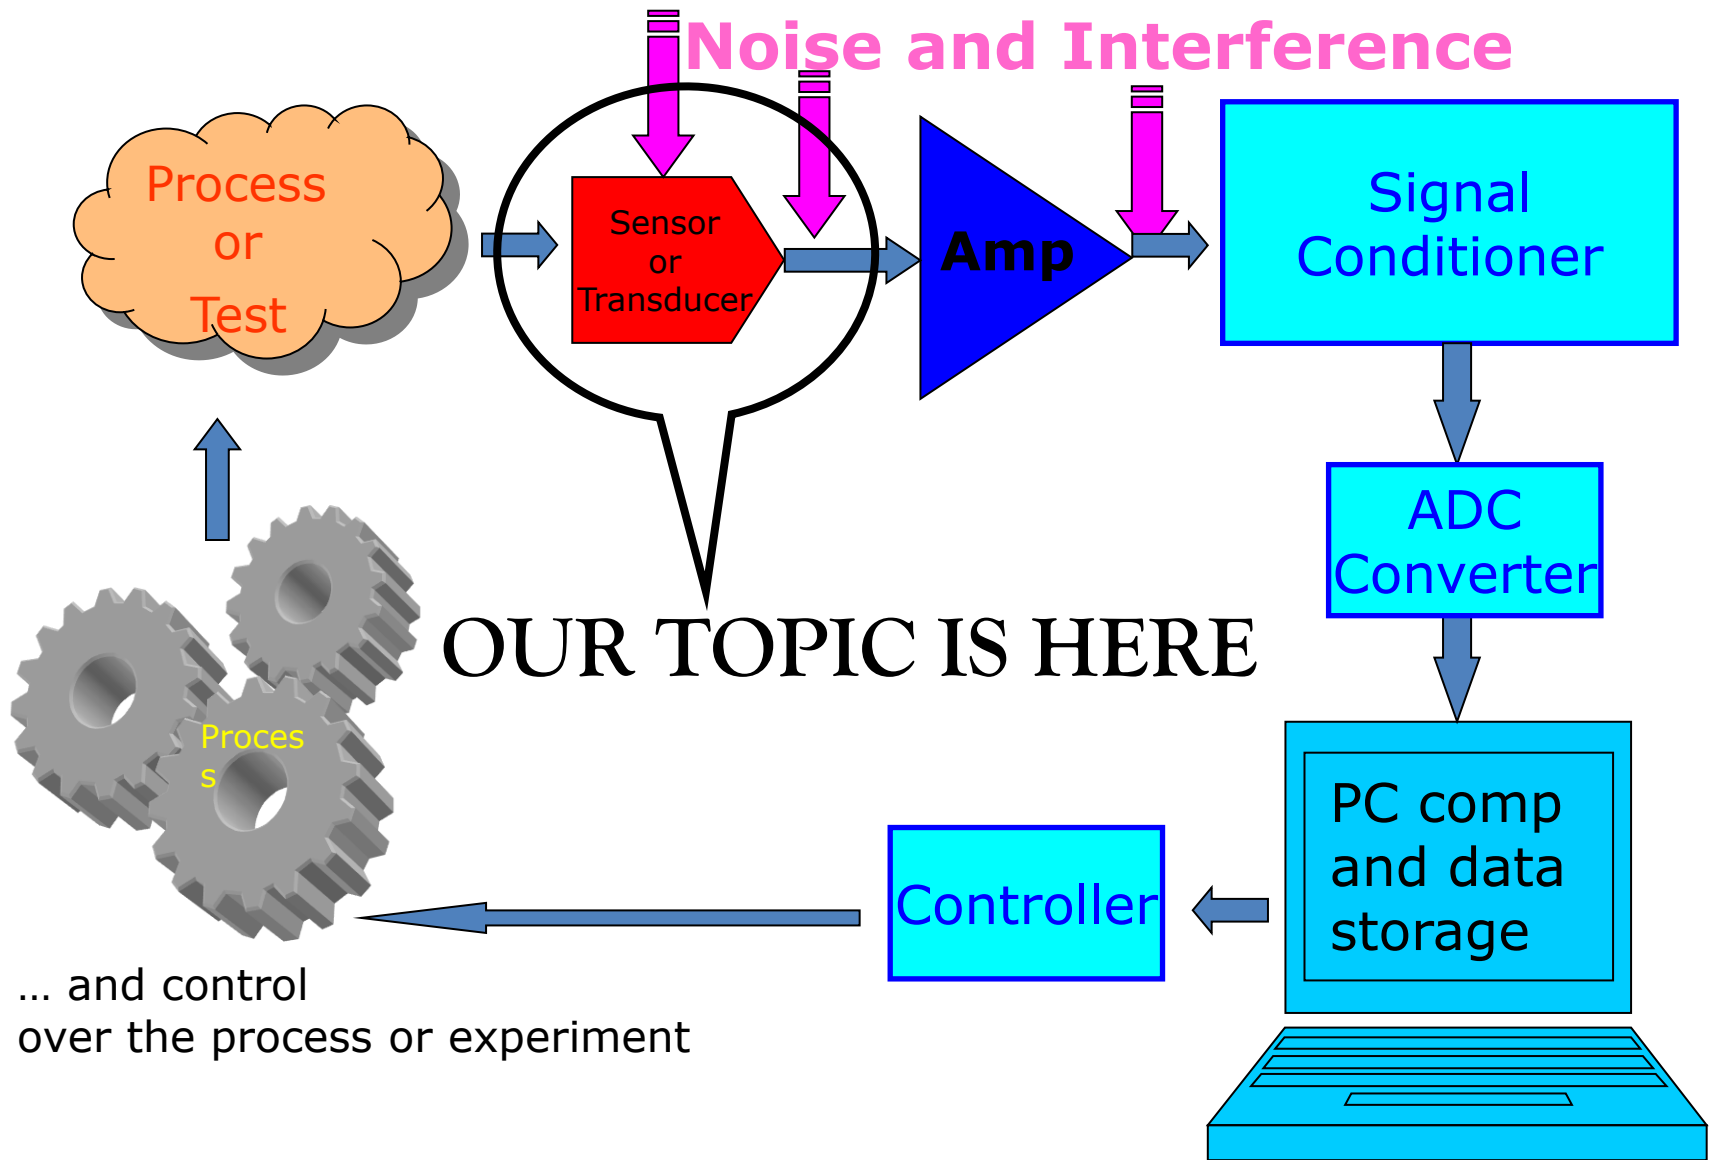 Noise and Interference
Process
or
Test
Sensor
or
Transducer
Amp
Signal
Conditioner
ADC
Converter
OUR TOPIC IS HERE
Proces
s
PC comp
and data
storage
Controller
... and control
over the process or experiment